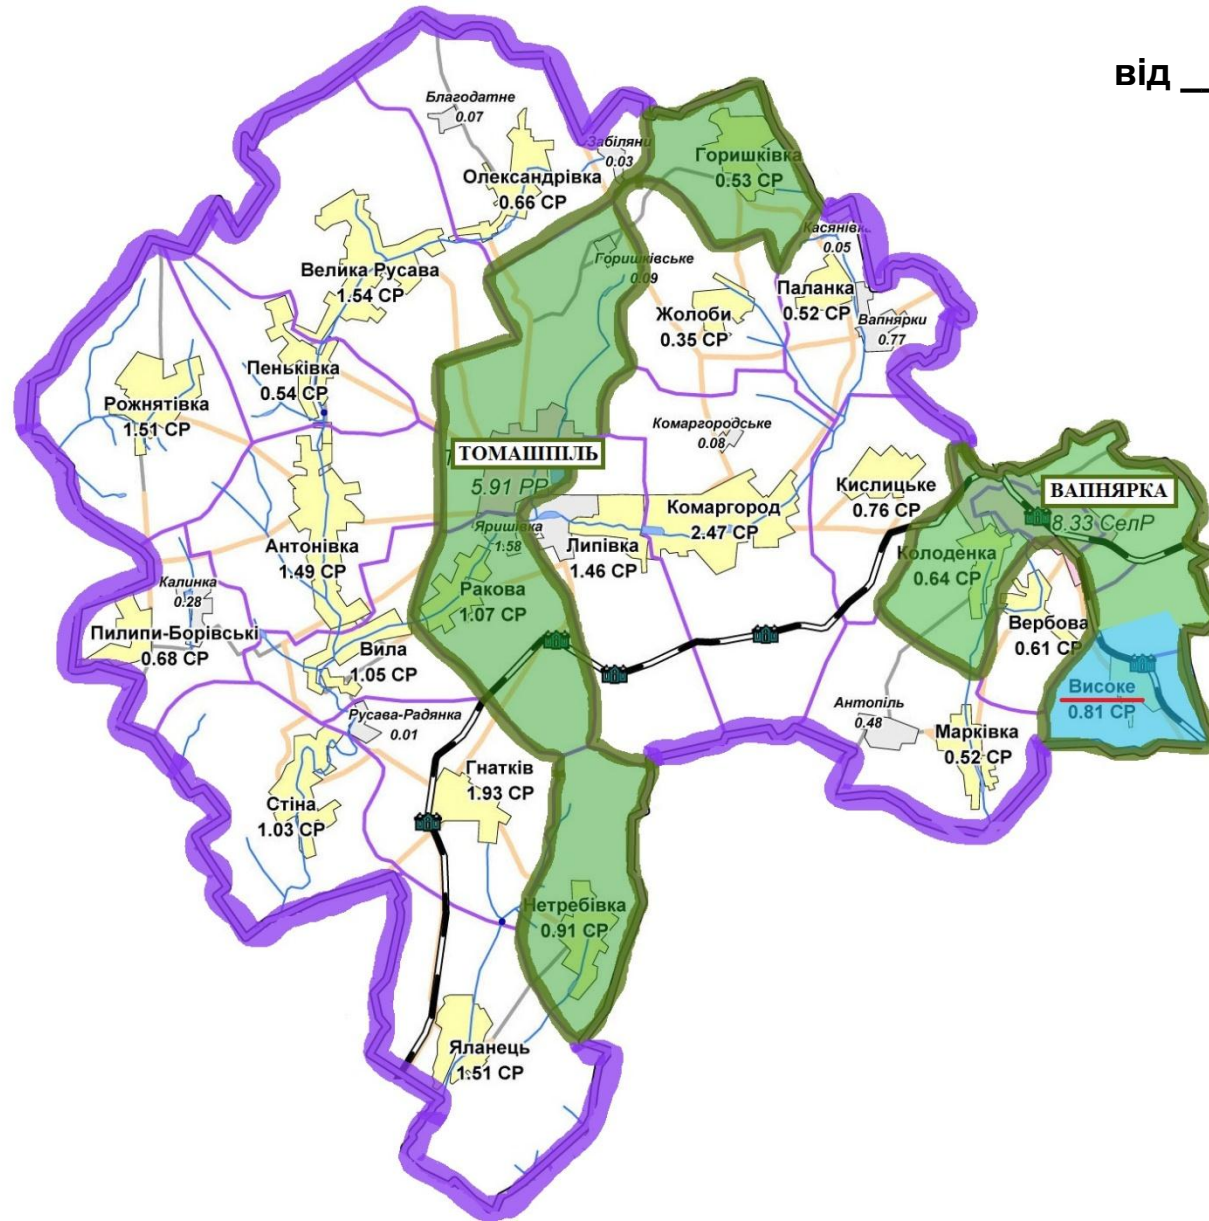 від __
Благодатне
0.07
Забіляни
0.03
Олександрівка
0.66 СР
Горишківка
0.53 СР
Касянівка
0.05
Горишківське
0.09
Велика Русава
1.54 СР
Паланка
0.52 СР
Жолоби
0.35 СР
Вапнярки
0.77
Пеньківка
0.54 СР
Рожнятівка
1.51 СР
Комаргородське
0.08
ТОМАШПІЛЬ
5.91 РР
Кислицьке
0.76 СР
ВАПНЯРКА
8.33 СелР
Комаргород
2.47 СР
Яришівка
1.58
Липівка
1.46 СР
Антонівка
1.49 СР
Колоденка
0.64 СР
Калинка
0.28
Ракова
1.07 СР
Вербова
0.61 СР
Пилипи-Борівські
0.68 СР
Вила
1.05 СР
Високе
0.81 СР
Русава-Радянка
0.01
Антопіль
0.48
Марківка
0.52 СР
Гнатків
1.93 СР
Стіна
1.03 СР
Нетребівка
0.91 СР
Яланець
1.51 СР